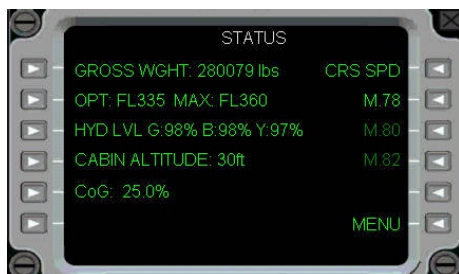 STATUS
GROSS WGHT: 280079 lbs CRS SPD
OPT: FL335 MAX: FL360 M.78
HYD LVL G:98% B:98% Y:97% M.80
CABIN ALTITUDE: 30ft M.82
CoG: 25.0%
MENU